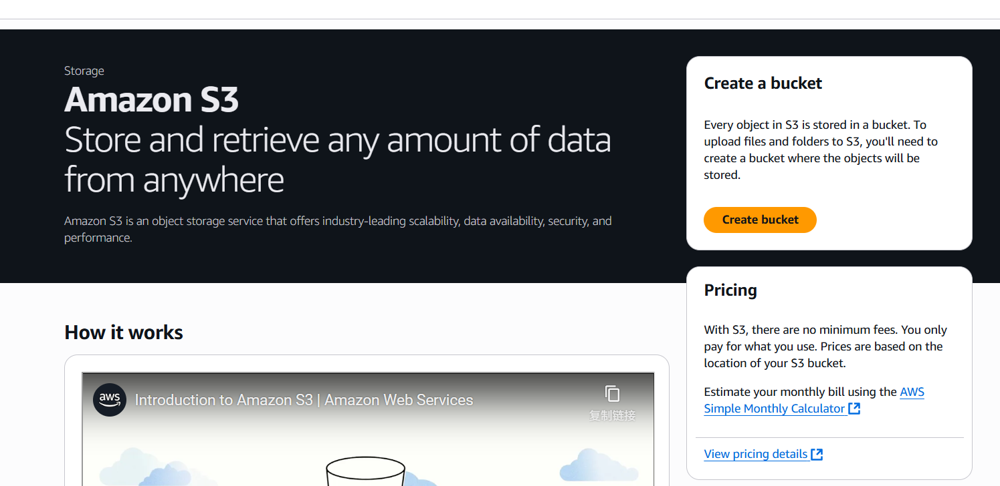 Storage
Amazon S3
Store and retrieve any amount of data
from anywhere
Amazon S3 is an object storage service that offers industry-leading scalability, data availability, security, and
performance.
Create a bucket
Every object in S3 is stored in a bucket. To
upload files and folders to S3, you'll need to
create a bucket where the objects will be
stored.
Create bucket
Pricing
With S3, there are no minimum fees. You only
pay for what you use. Prices are based on the
location of your S3 bucket.
Estimate your monthly bill using the AWS
Simple Monthly Calculator
View pricing details
How it works
aws
Introduction to Amazon S3 | Amazon Web Services
复制链接